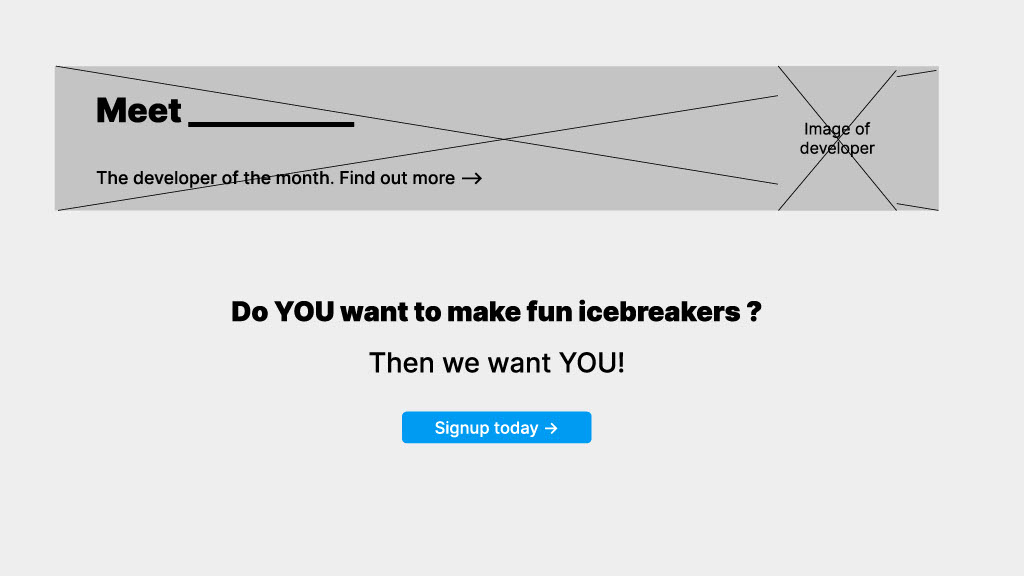 Meet __________
The developer of the month. Find out more →
Image of
developer
Do YOU want to make fun icebreakers ?
Then we want YOU!
Signup today →